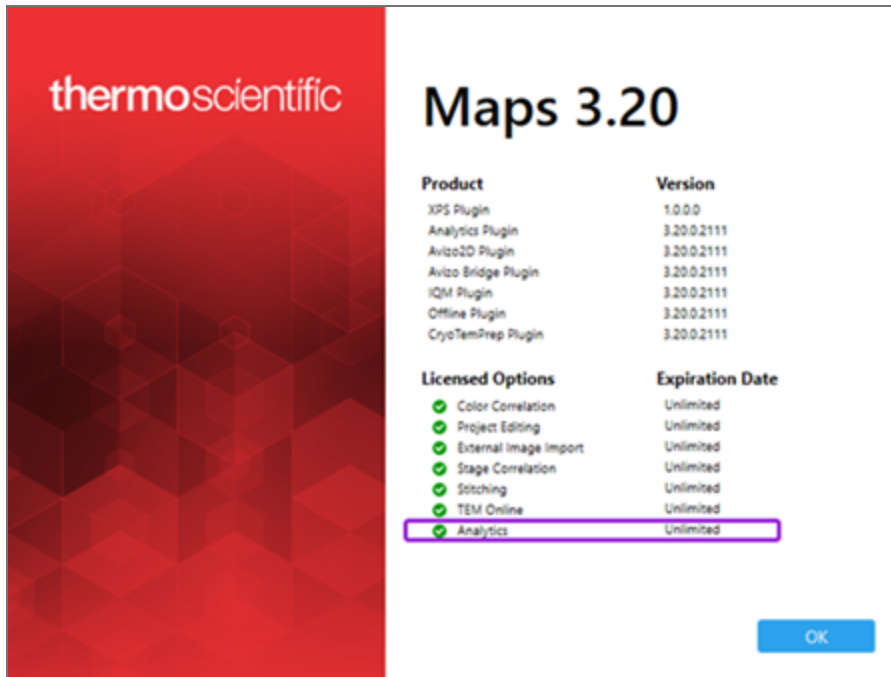 thermoscientific
Maps 3.20
Product Version
XPS Plugin 1.0.0.0
Analytics Plugin 3.20.0.2111
Avizo2D Plugin 3.20.0.2111
Avizo Bridge Plugin 3.20.0.2111
IQM Plugin 3.20.0.2111
Offline Plugin 3.20.0.2111
CryoTemPrep Plugin 3.20.0.2111
Licensed Options Expiration Date
Color Correlation Unlimited
Project Editing Unlimited
External Image Import Unlimited
Stage Correlation Unlimited
Stitching Unlimited
TEM Online Unlimited
Analytics Unlimited
OK